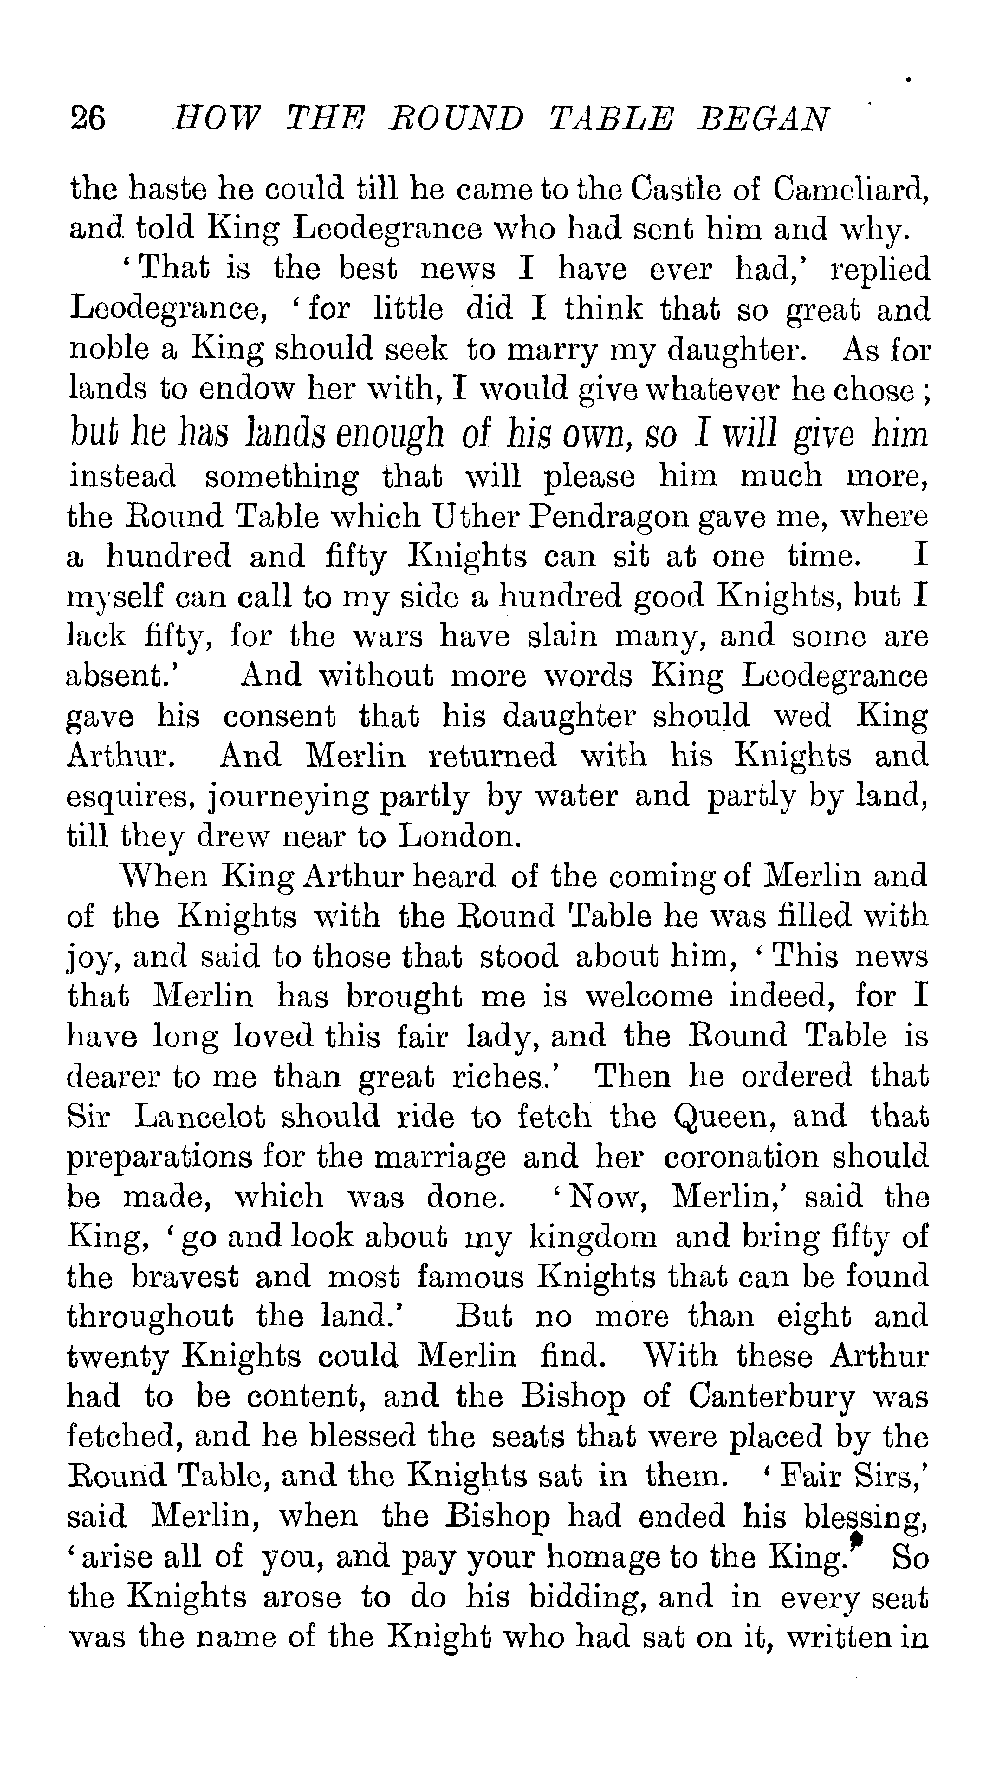 26 HOW THE ROUND TABLE BEGAN
the haste he could till he came to the Castle of Cameliard,
and told King Leodegrance who had sent him and why.
‘That is the best news I have ever had,’ replied
Leodegrance, ‘for little did I think that so great and
noble a King should seek to marry my daughter. As for
lands to endow her with, I would give whatever he chose;
but he has lands enough of his own, so I will give him
instead something that will please him much more,
the Round Table which Uther Pendragon gave me, where
a hundred and fifty Knights can sit at one time. I
myself can call to my side a hundred good Knights, but I
lack fifty, for the wars have slain many, and some are
absent.’ And without more words King Leodegrance
gave his consent that his daughter should wed King
Arthur. And Merlin returned with his Knights and
esquires, journeying partly by water and partly by land,
till they drew near to London.
When King Arthur heard of the coming of Merlin and
of the Knights with the Round Table he was filled with
joy, and said to those that stood about him, ‘This news
that Merlin has brought me is welcome indeed, for I
have long loved this fair lady, and the Round Table is
dearer to me than great riches.’ Then he ordered that
Sir Lancelot should ride to fetch the Queen, and that
preparations for the marriage and her coronation should
be made, which was done. ‘Now, Merlin,’ said the
King, ‘go and look about my kingdom and bring fifty of
the bravest and most famous Knights that can be found
throughout the land.’ But no more than eight and
twenty Knights could Merlin find. With these Arthur
had to be content, and the Bishop of Canterbury was
fetched, and he blessed the seats that were placed by the
Round Table, and the Knights sat in them. ‘Fair Sirs,’
said Merlin, when the Bishop had ended his blessing,
‘arise all of you, and pay your homage to the King.’ So
the Knights arose to do his bidding, and in every seat
was the name of the Knight who had sat on it, written in